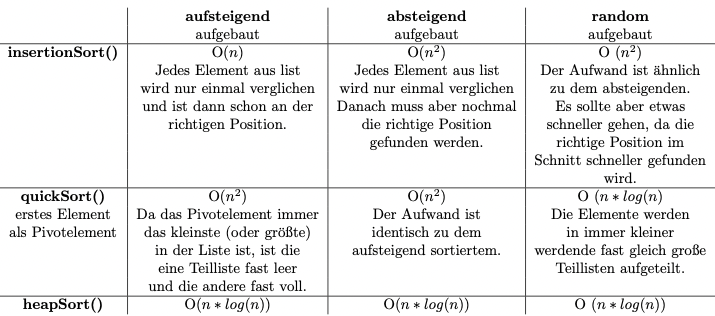 aufsteigend absteigend random
aufgebaut aufgebaut aufgebaut
insertionSort() O(n) O(n²) O (n²)
Jedes Element aus list Jedes Element aus list Der Aufwand ist ähnlich
wird nur einmal verglichen wird nur einmal verglichen zu dem absteigenden.
und ist dann schon an der Danach muss aber nochmal Es sollte aber etwas
richtigen Position. die richtige Position schneller gehen, da die
gefunden werden. richtige Position im
Schnitt schneller gefunden
wird.
quickSort() O(n²) O(n²) O (n ∗ log(n)
erstes Element Da das Pivotelement immer Der Aufwand ist Die Elemente werden
als Pivotelement das kleinste (oder größte) identisch zu dem in immer kleiner
in der Liste ist, ist die aufsteigend sortiertem. werdende fast gleich große
eine Teilliste fast leer Teillisten aufgeteilt.
und die andere fast voll.
heapSort() O(n ∗ log(n)) O(n ∗ log(n)) O (n ∗ log(n))